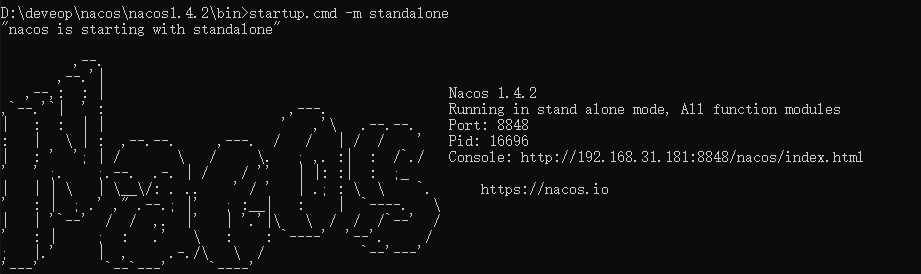 D:\deveop\nacos\nacos1.4.2\bin>startup.cmd -m standalone
"nacos is starting with standalone"
Nacos 1.4.2
Running in stand alone mode, All function modules
Port: 8848
Pid: 16696
Console: http://192.168.31.181:8848/nacos/index.html
https://nacos.io